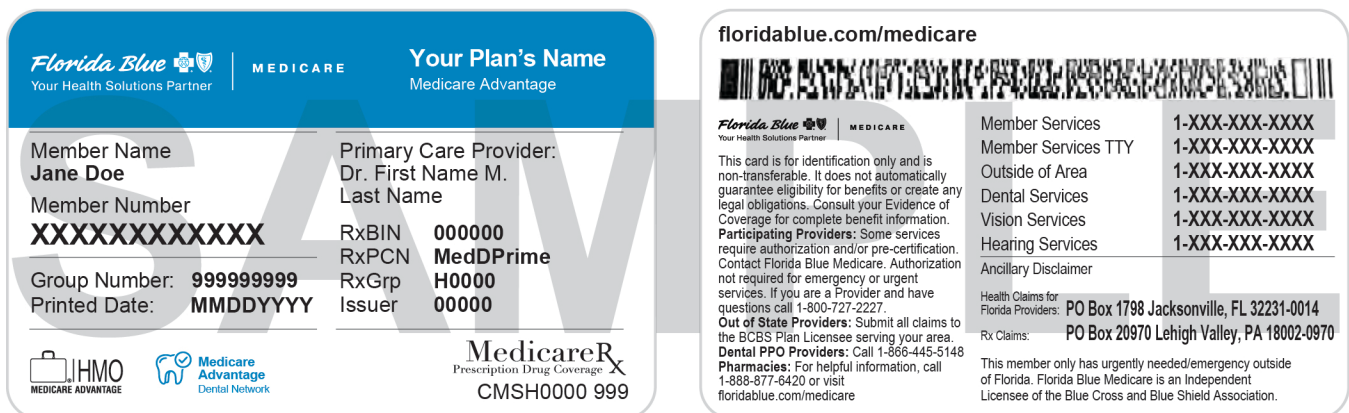 Florida Blue
Your Health Solutions Partner
MEDICARE
Your Plan’s Name
Medicare Advantage
Member Name
Jane Doe
Member Number
XXXXXXXXXXXX
Group Number: 999999999
Printed Date: MMDDYYYY
HMO
MEDICARE ADVANTAGE
Medicare
Advantage
Dental Network
Primary Care Provider:
Dr. First Name M.
Last Name
RxBIN 000000
RxPCN MedDPrime
RxGrp H0000
Issuer 00000
MedicareRx
Prescription Drug Coverage
CMSH0000 999
SAMPLE
floridablue.com/medicare
Florida Blue
Your Health Solutions Partner
MEDICARE
This card is for identification only and is
non-transferable. It does not automatically
guarantee eligibility for benefits or create any
legal obligations. Consult your Evidence of
Coverage for complete benefit information.
Participating Providers: Some services
require authorization and/or pre-certification.
Contact Florida Blue Medicare. Authorization
not required for emergency or urgent
services. If you are a Provider and have
questions call 1-800-727-2227.
Out of State Providers: Submit all claims to
the BCBS Plan Licensee serving your area.
Dental PPO Providers: Call 1-866-445-5148
Pharmacies: For helpful information, call
1-888-877-6420 or visit
floridablue.com/medicare
Member Services 1-XXX-XXX-XXXX
Member Services TTY 1-XXX-XXX-XXXX
Outside of Area 1-XXX-XXX-XXXX
Dental Services 1-XXX-XXX-XXXX
Vision Services 1-XXX-XXX-XXXX
Hearing Services 1-XXX-XXX-XXXX
Ancillary Disclaimer
Health Claims for
Florida Providers: PO Box 1798 Jacksonville, FL 32231-0014
Rx Claims: PO Box 20970 Lehigh Valley, PA 18002-0970
This member only has urgently needed/emergency outside
of Florida. Florida Blue Medicare is an Independent
Licensee of the Blue Cross and Blue Shield Association.